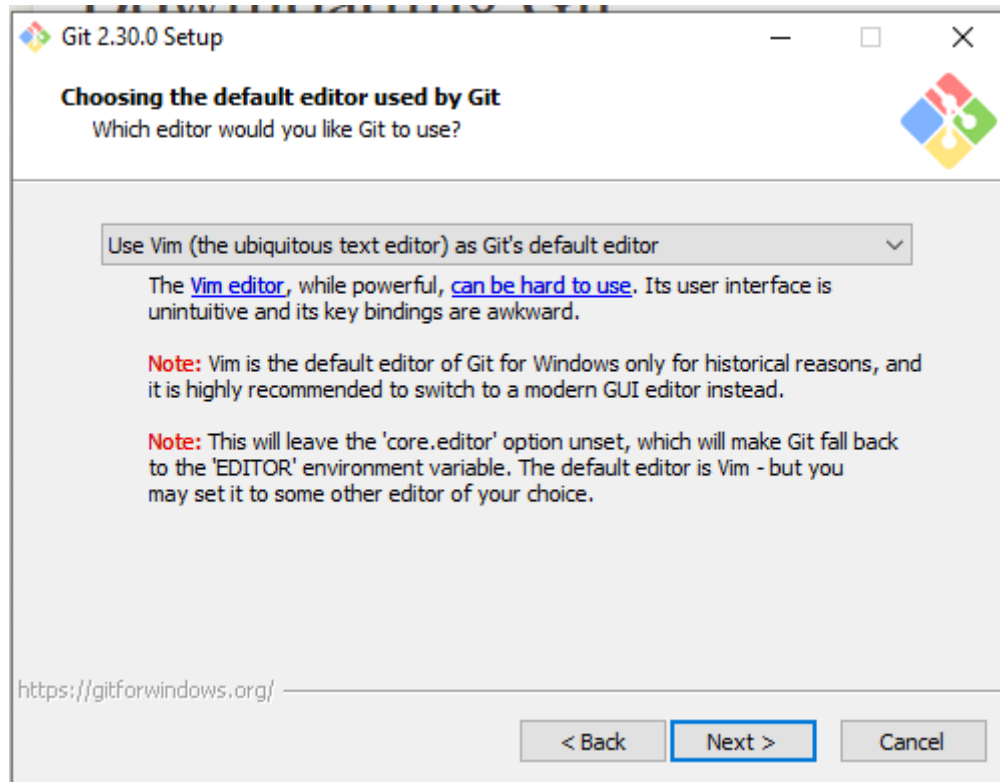 Downloading Git
Git 2.30.0 Setup
Choosing the default editor used by Git
Which editor would you like Git to use?
Use Vim (the ubiquitous text editor) as Git's default editor
The Vim editor, while powerful, can be hard to use. Its user interface is
unintuitive and its key bindings are awkward.
Note: Vim is the default editor of Git for Windows only for historical reasons, and
it is highly recommended to switch to a modern GUI editor instead.
Note: This will leave the 'core.editor' option unset, which will make Git fall back
to the 'EDITOR' environment variable. The default editor is Vim - but you
may set it to some other editor of your choice.
https://gitforwindows.org/
< Back
Next >
Cancel